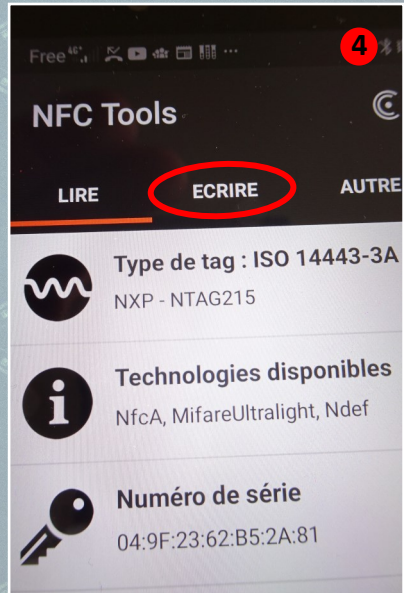 Free 4G+
4
NFC Tools
LIRE
ECRIRE
AUTRE
Type de tag : ISO 14443-3A
NXP - NTAG215
Technologies disponibles
NfcA, MifareUltralight, Ndef
Numéro de série
04:9F:23:62:B5:2A:81